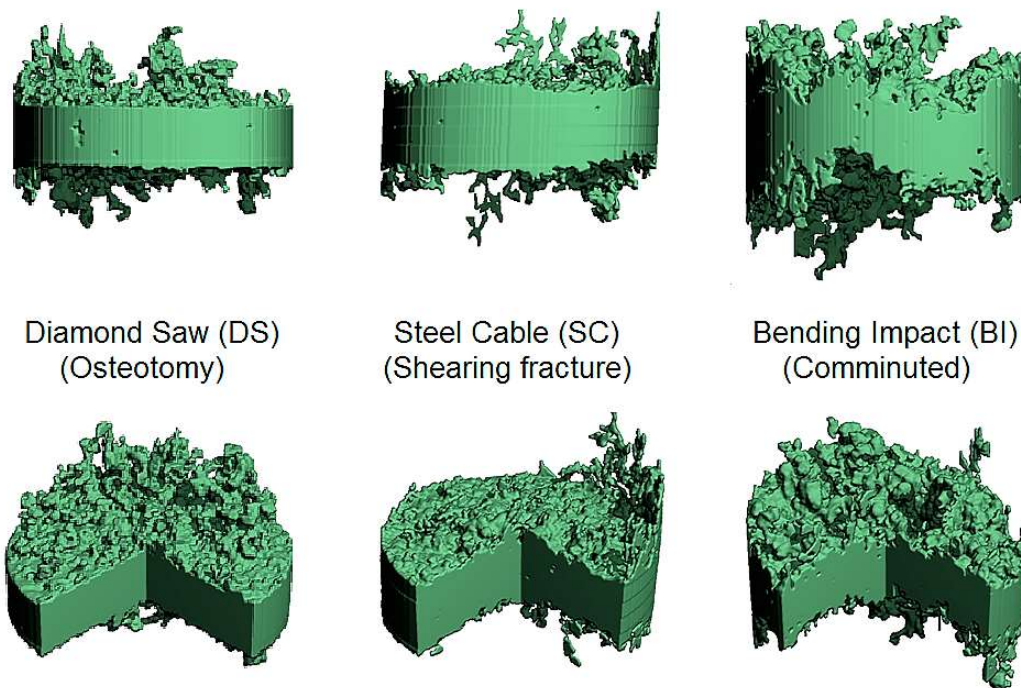 Diamond Saw (DS)
(Osteotomy)
Steel Cable (SC)
(Shearing fracture)
Bending Impact (BI)
(Comminuted)